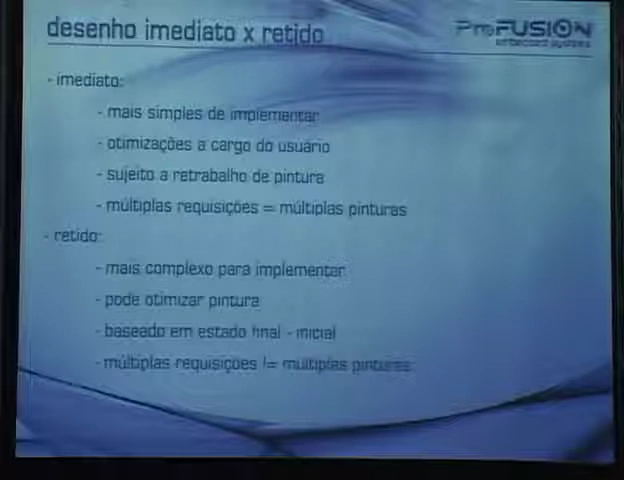 desenho imediato x retido
ProFUSION
embedded systems
- imediato:
- mais simples de implementar
- otimizações a cargo do usuário
- sujeito a retrabalho de pintura
- múltiplas requisições = múltiplas pinturas
- retido:
- mais complexo para implementar
- pode otimizar pintura
- baseado em estado final - inicial
- múltiplas requisições != múltiplas pinturas